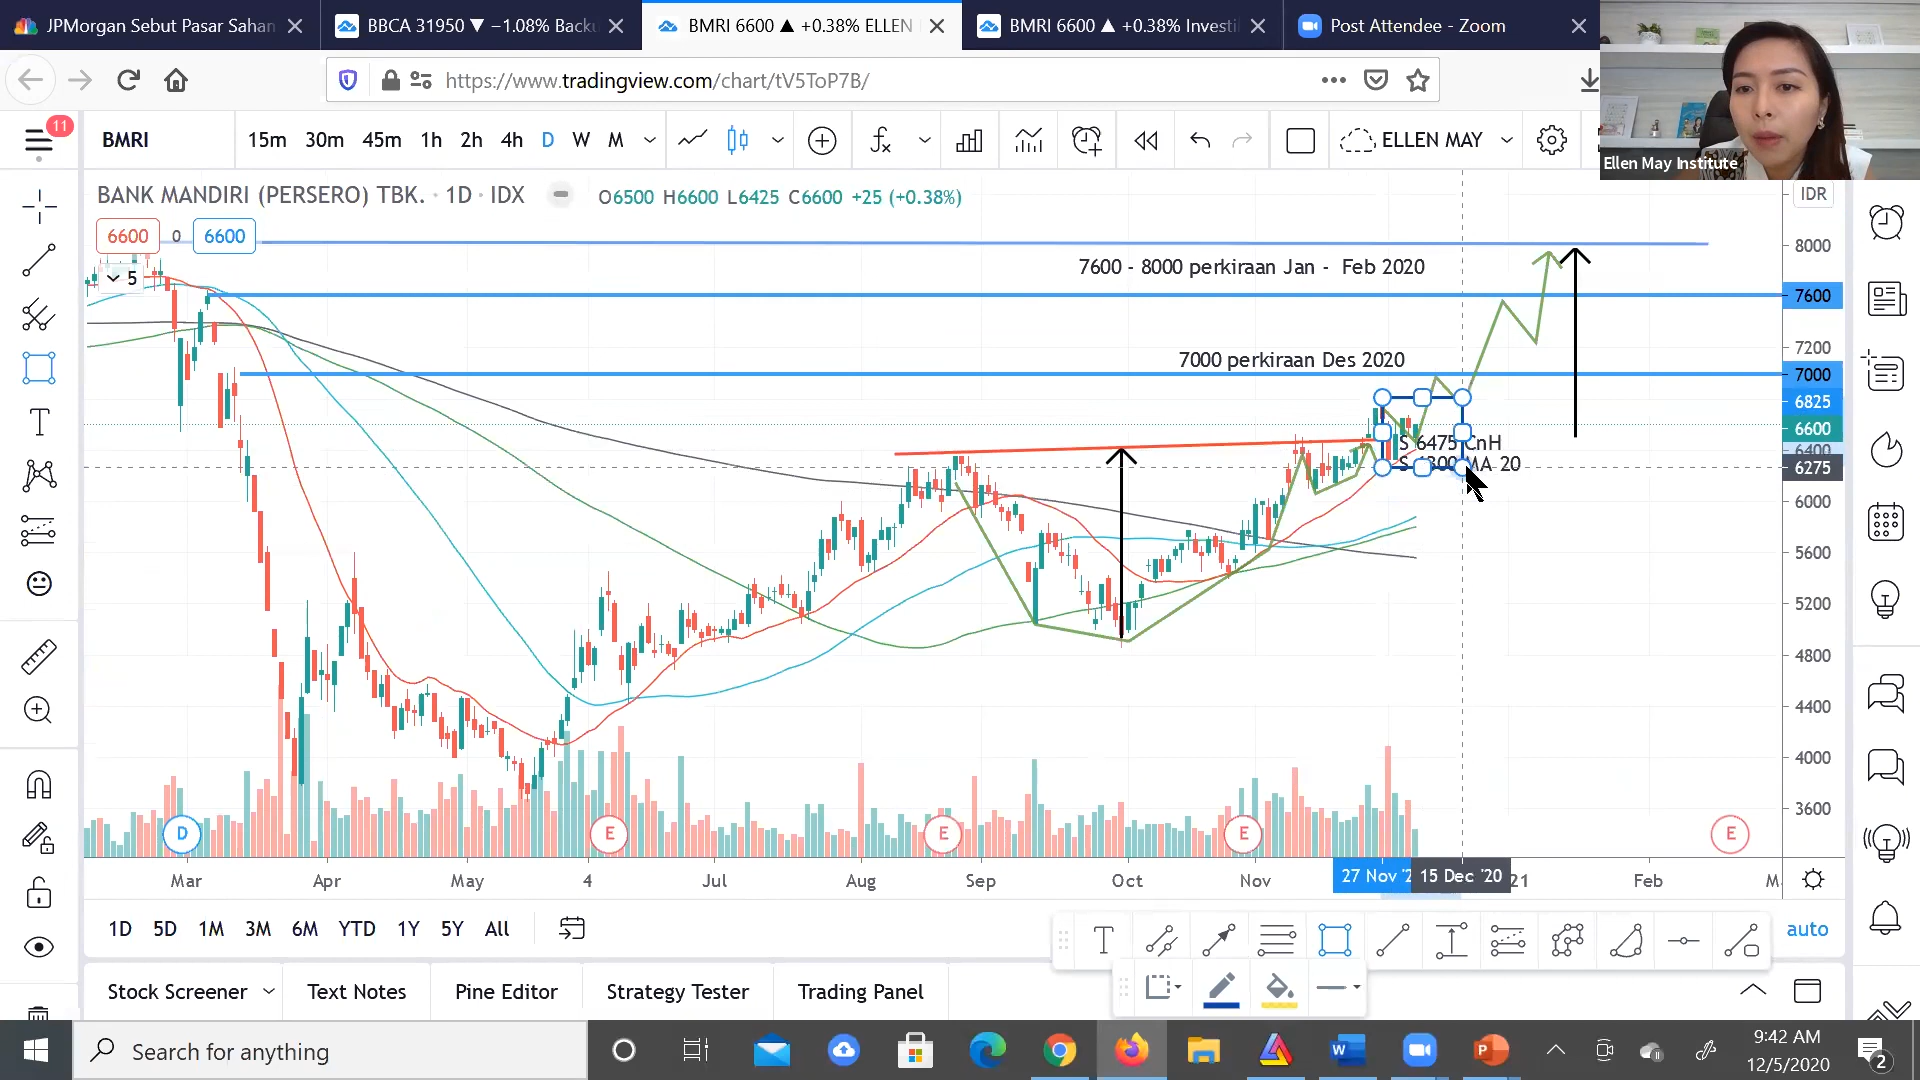 JPMorgan Sebut Pasar Sahan
BBCA 31950 ▼ −1.08% Backu
BMRI 6600 ▲ +0.38% ELLEN
BMRI 6600 ▲ +0.38% Investi
Post Attendee - Zoom
https://www.tradingview.com/chart/tV5ToP7B/
Ellen May Institute
11
BMRI
15m
30m
45m
1h
2h
4h
D
W
M
ELLEN MAY
BANK MANDIRI (PERSERO) TBK. · 1D · IDX
O6500 H6600 L6425 C6600 +25 (+0.38%)
IDR
6600
0
6600
5
7600 - 8000 perkiraan Jan - Feb 2020
7000 perkiraan Des 2020
S 6475 CnH
MA 20
8000
7600
7200
7000
6825
6600
6400
6275
6000
5600
5200
4800
4400
4000
3600
D
E
E
E
E
Mar
Apr
May
4
Jul
Aug
Sep
Oct
Nov
27 Nov '2
15 Dec '20
21
Feb
1D
5D
1M
3M
6M
YTD
1Y
5Y
All
auto
Stock Screener
Text Notes
Pine Editor
Strategy Tester
Trading Panel
Search for anything
9:42 AM
12/5/2020
2